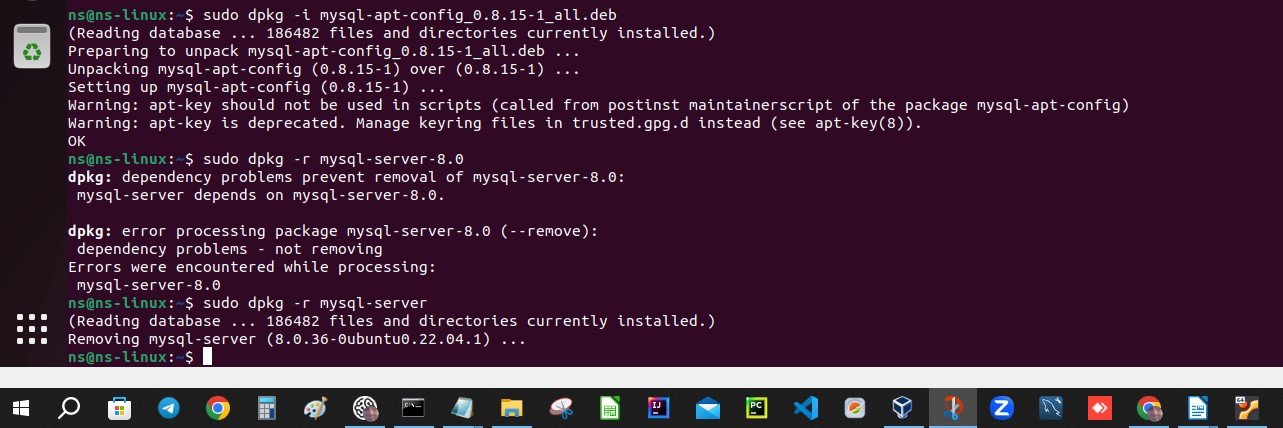 ns@ns-linux:~$ sudo dpkg -i mysql-apt-config_0.8.15-1_all.deb
(Reading database ... 186482 files and directories currently installed.)
Preparing to unpack mysql-apt-config_0.8.15-1_all.deb ...
Unpacking mysql-apt-config (0.8.15-1) over (0.8.15-1) ...
Setting up mysql-apt-config (0.8.15-1) ...
Warning: apt-key should not be used in scripts (called from postinst maintainerscript of the package mysql-apt-config)
Warning: apt-key is deprecated. Manage keyring files in trusted.gpg.d instead (see apt-key(8)).
OK
ns@ns-linux:~$ sudo dpkg -r mysql-server-8.0
dpkg: dependency problems prevent removal of mysql-server-8.0:
 mysql-server depends on mysql-server-8.0.

dpkg: error processing package mysql-server-8.0 (--remove):
 dependency problems - not removing
Errors were encountered while processing:
 mysql-server-8.0
ns@ns-linux:~$ sudo dpkg -r mysql-server
(Reading database ... 186482 files and directories currently installed.)
Removing mysql-server (8.0.36-0ubuntu0.22.04.1) ...
ns@ns-linux:~$
IJ
PC
Z
64